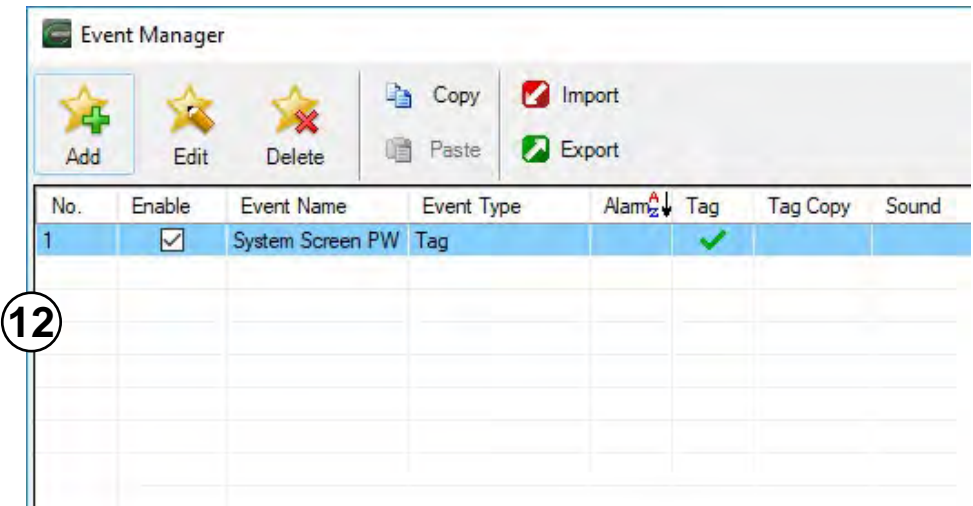 Event Manager
Add Edit Delete Copy Paste Import Export
No. Enable Event Name Event Type Alarm Tag Tag Copy Sound
1 System Screen PW Tag
12